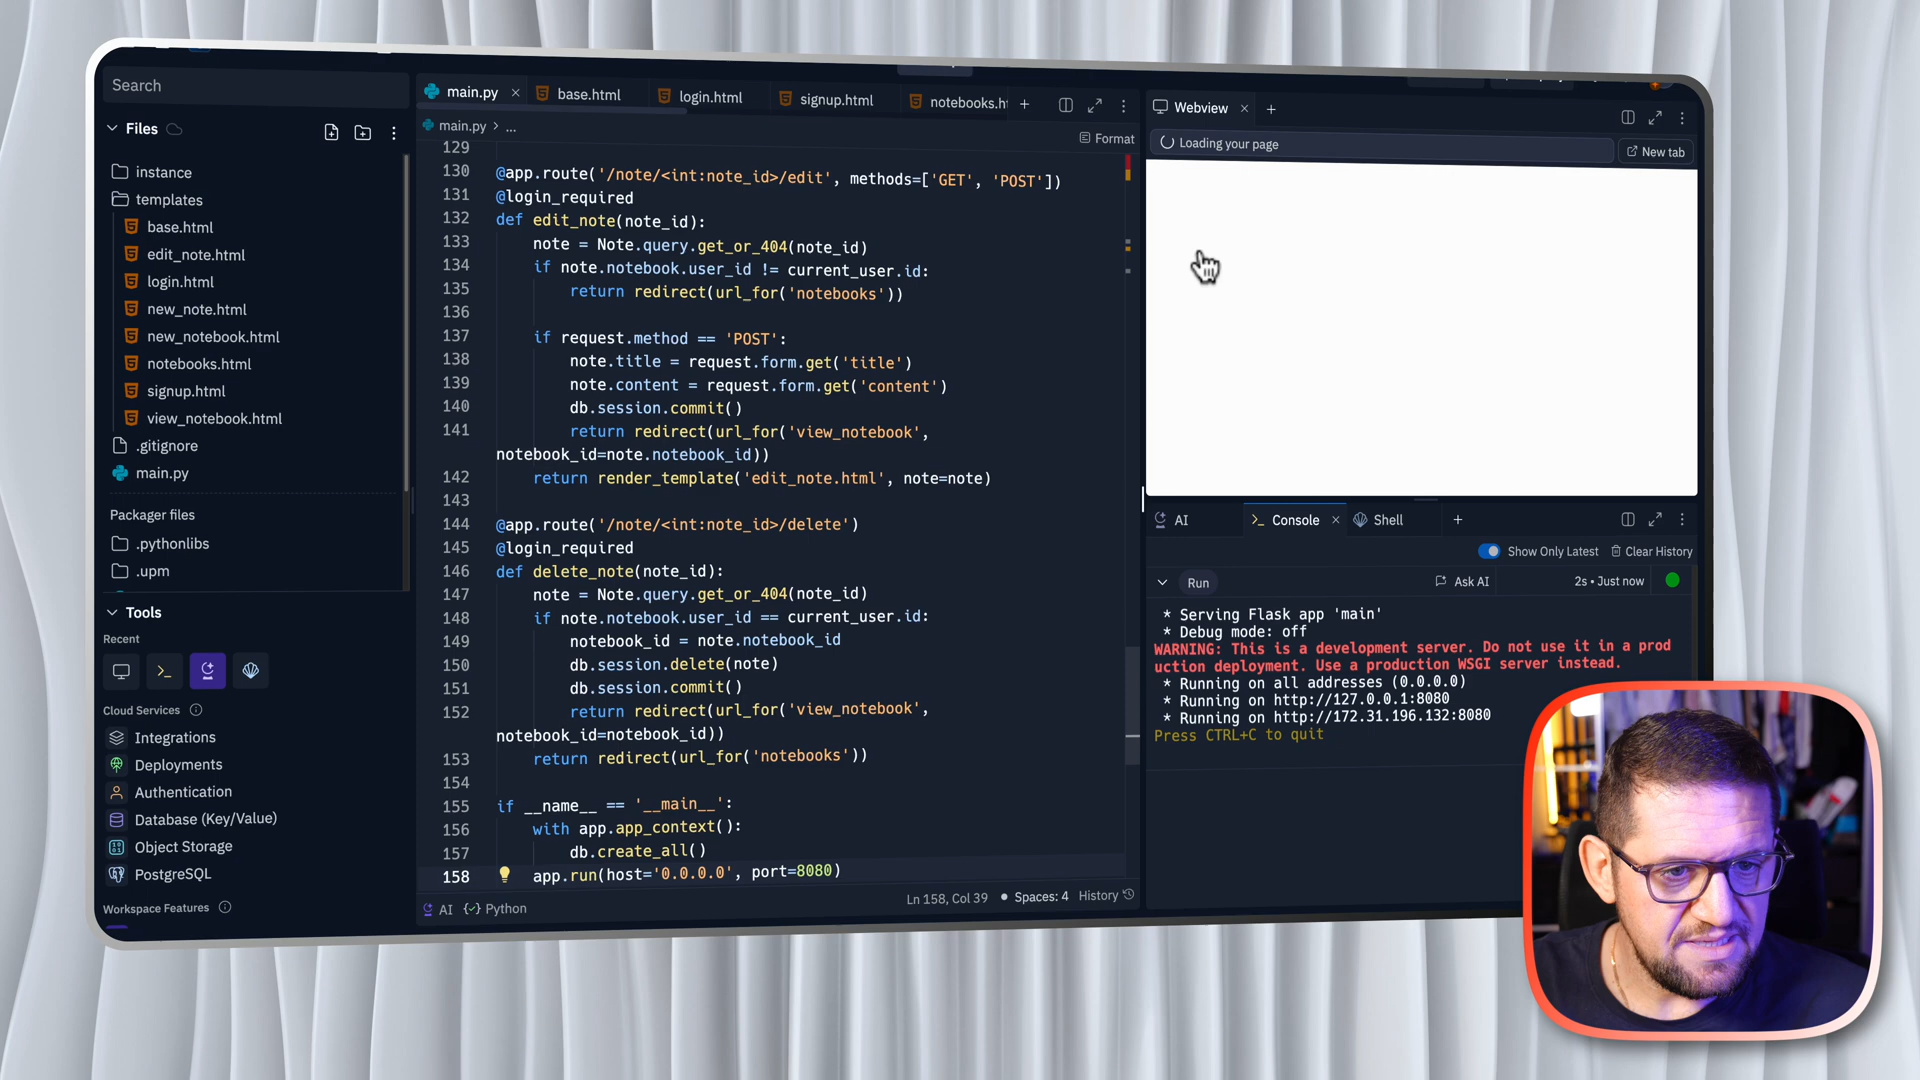 Search
Files
instance
templates
base.html
edit_note.html
login.html
new_note.html
new_notebook.html
notebooks.html
signup.html
view_notebook.html
.gitignore
main.py
Packager files
.pythonlibs
.upm
Tools
Recent
Cloud Services
Integrations
Deployments
Authentication
Database (Key/Value)
Object Storage
PostgreSQL
Workspace Features
main.py
base.html
login.html
signup.html
notebooks.ht
main.py > ...
Format
129
130 @app.route('/note/<int:note_id>/edit', methods=['GET', 'POST'])
131 @login_required
132 def edit_note(note_id):
133 note = Note.query.get_or_404(note_id)
134 if note.notebook.user_id != current_user.id:
135 return redirect(url_for('notebooks'))
136
137 if request.method == 'POST':
138 note.title = request.form.get('title')
139 note.content = request.form.get('content')
140 db.session.commit()
141 return redirect(url_for('view_notebook',
notebook_id=note.notebook_id))
142 return render_template('edit_note.html', note=note)
143
144 @app.route('/note/<int:note_id>/delete')
145 @login_required
146 def delete_note(note_id):
147 note = Note.query.get_or_404(note_id)
148 if note.notebook.user_id == current_user.id:
149 notebook_id = note.notebook_id
150 db.session.delete(note)
151 db.session.commit()
152 return redirect(url_for('view_notebook',
notebook_id=notebook_id))
153 return redirect(url_for('notebooks'))
154
155 if __name__ == '__main__':
156 with app.app_context():
157 db.create_all()
158 app.run(host='0.0.0.0', port=8080)
AI Python
Ln 158, Col 39 Spaces: 4 History
Webview
Loading your page
New tab
AI
Console
Shell
Show Only Latest Clear History
Run
Ask AI
2s • Just now
* Serving Flask app 'main'
* Debug mode: off
WARNING: This is a development server. Do not use it in a prod
uction deployment. Use a production WSGI server instead.
* Running on all addresses (0.0.0.0)
* Running on http://127.0.0.1:8080
* Running on http://172.31.196.132:8080
Press CTRL+C to quit